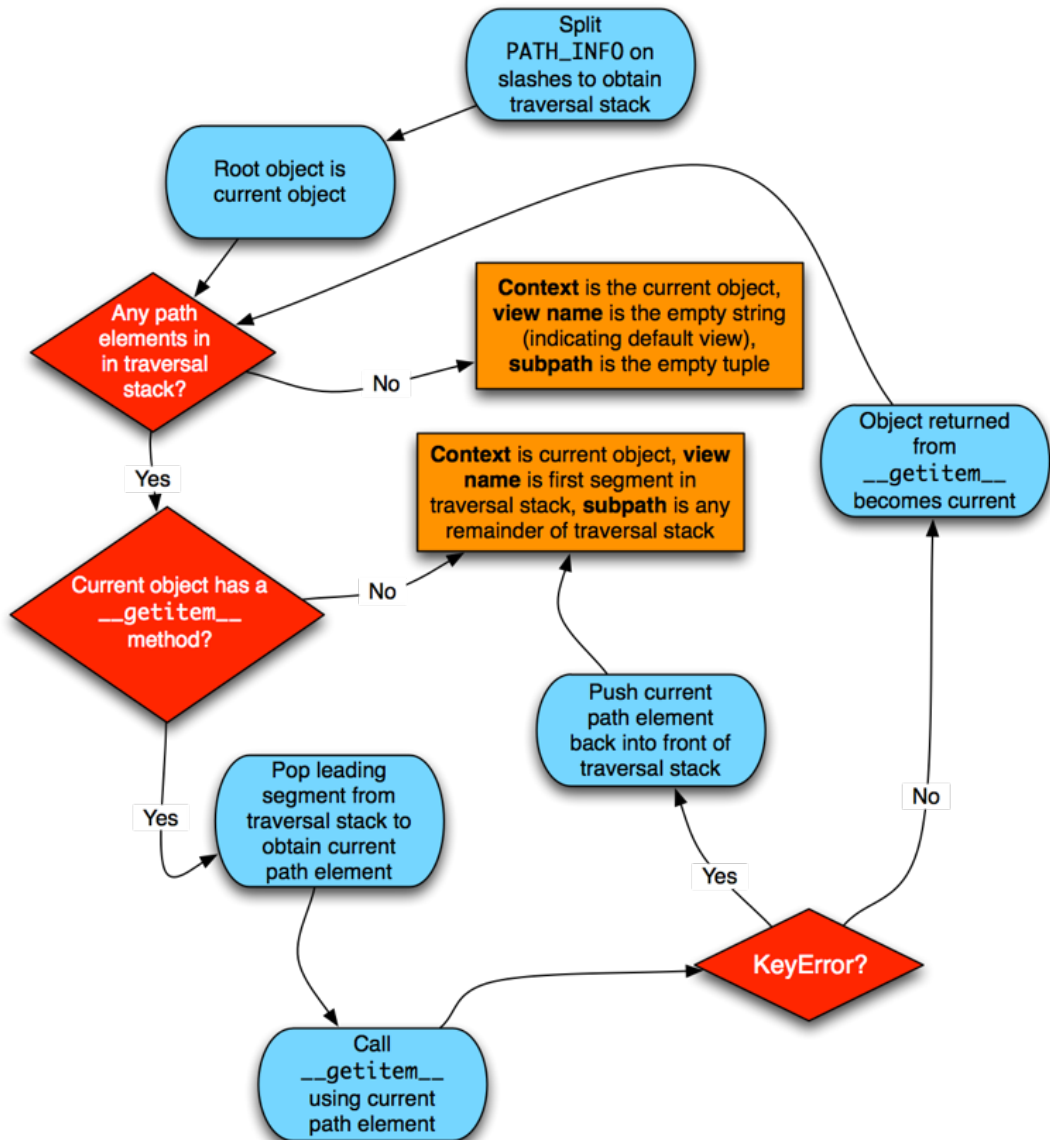 Split
PATH_INFO on
slashes to obtain
traversal stack
Root object is
current object
Any path
elements in
in traversal
stack?
No
Context is the current object,
view name is the empty string
(indicating default view),
subpath is the empty tuple
Yes
Current object has a
__getitem__
method?
No
Context is current object, view
name is first segment in
traversal stack, subpath is any
remainder of traversal stack
Object returned
from
__getitem__
becomes current
Yes
Pop leading
segment from
traversal stack to
obtain current
path element
Push current
path element
back into front of
traversal stack
Yes
No
KeyError?
Call
__getitem__
using current
path element